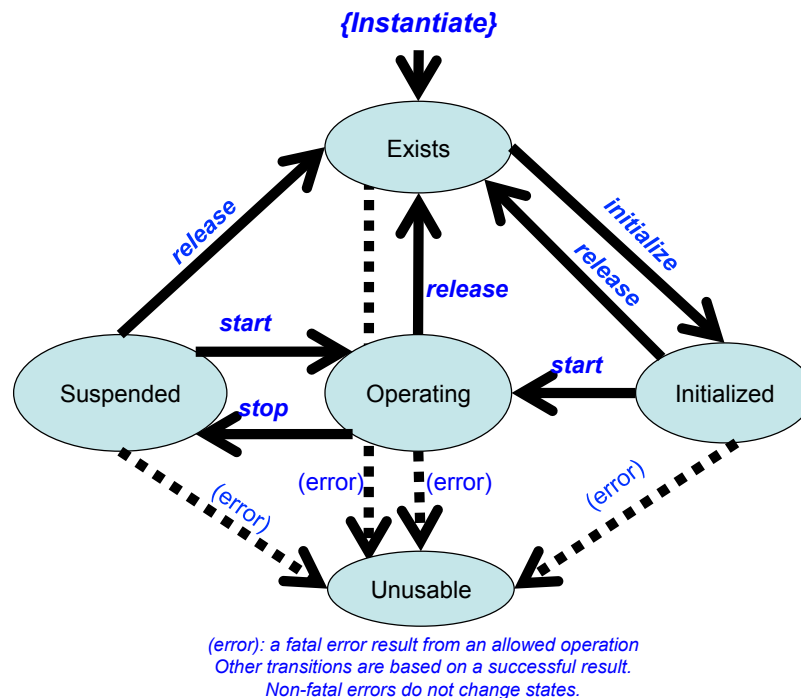 {Instantiate}
Exists
release
initialize
release
release
start
start
Suspended
Operating
Initialized
stop
(error)
(error)
(error)
(error)
Unusable
(error): a fatal error result from an allowed operation
Other transitions are based on a successful result.
Non-fatal errors do not change states.